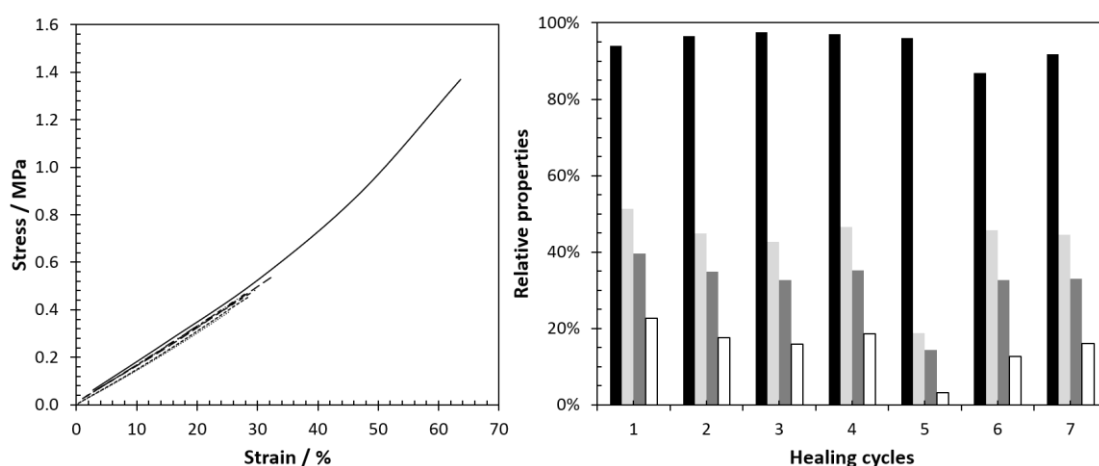 1.6
1.4
1.2
1.0
0.8
0.6
0.4
0.2
0.0
Stress / MPa
0 10 20 30 40 50 60 70
Strain / %
100%
80%
60%
40%
20%
0%
Relative properties
1 2 3 4 5 6 7
Healing cycles